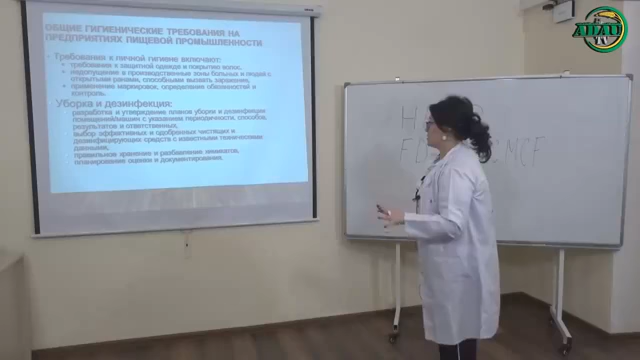 ОБЩИЕ ГИГИЕНИЧЕСКИЕ ТРЕБОВАНИЯ НА
ПРЕДПРИЯТИЯХ ПИЩЕВОЙ ПРОМЫШЛЕННОСТИ
Требования к личной гигиене включают:
требования к защитной одежде и покрытию волос,
недопущение в производственные зоны больных и людей с
открытыми ранами, способными вызвать заражение,
применение маркировок, определение обязанностей и
контроль.
Уборка и дезинфекция:
разработка и утверждение планов уборки и дезинфекции
с указанием периодичности, способов,
результатов и ответственных,
выбор эффективных и одобренных чистящих и
дезинфицирующих средств с известными техническими
данными,
правильное хранение и разбавление химикатов,
планирование оценки и документирования.
ADAU
TV
MCF